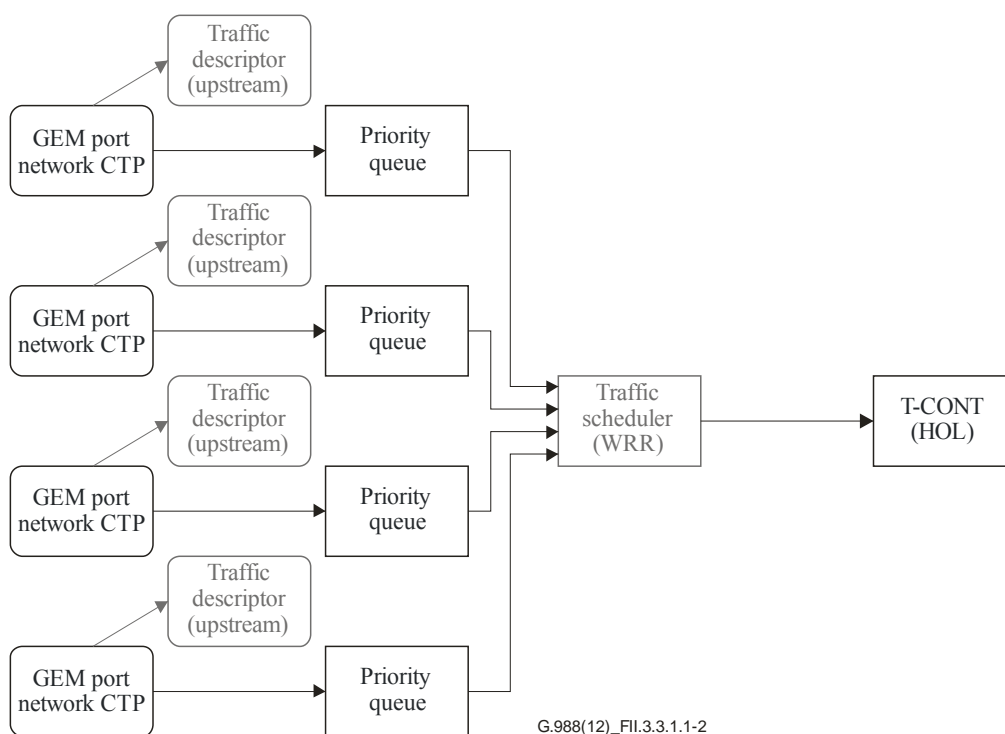 Traffic
descriptor
(upstream)
GEM port
network CTP
Priority
queue
Traffic
descriptor
(upstream)
GEM port
network CTP
Priority
queue
Traffic
scheduler
(WRR)
T-CONT
(HOL)
Traffic
descriptor
(upstream)
GEM port
network CTP
Priority
queue
Traffic
descriptor
(upstream)
GEM port
network CTP
Priority
queue
G.988(12)_FII.3.3.1.1-2